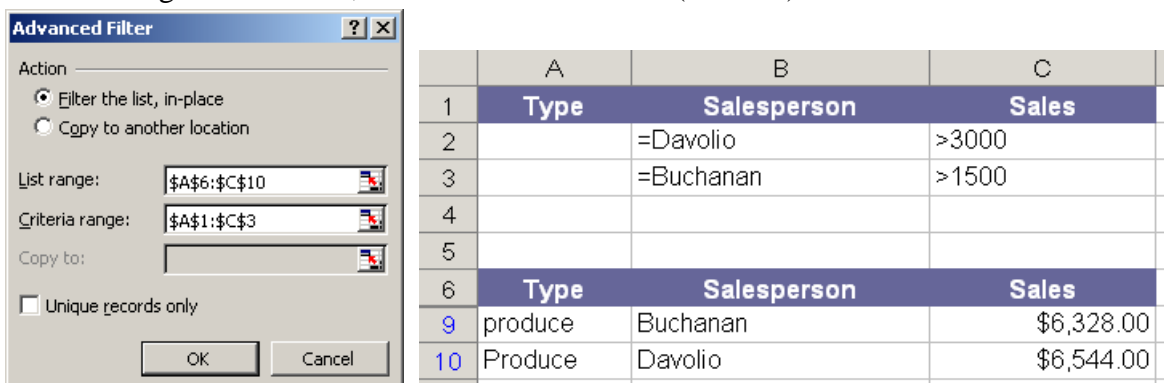 Advanced Filter
Action
Filter the list, in-place
Copy to another location
List range: $A$6:$C$10
Criteria range: $A$1:$C$3
Copy to:
Unique records only
OK Cancel
A B C
1 Type Salesperson Sales
2 =Davolio >3000
3 =Buchanan >1500
4
5
6 Type Salesperson Sales
9 produce Buchanan $6,328.00
10 Produce Davolio $6,544.00